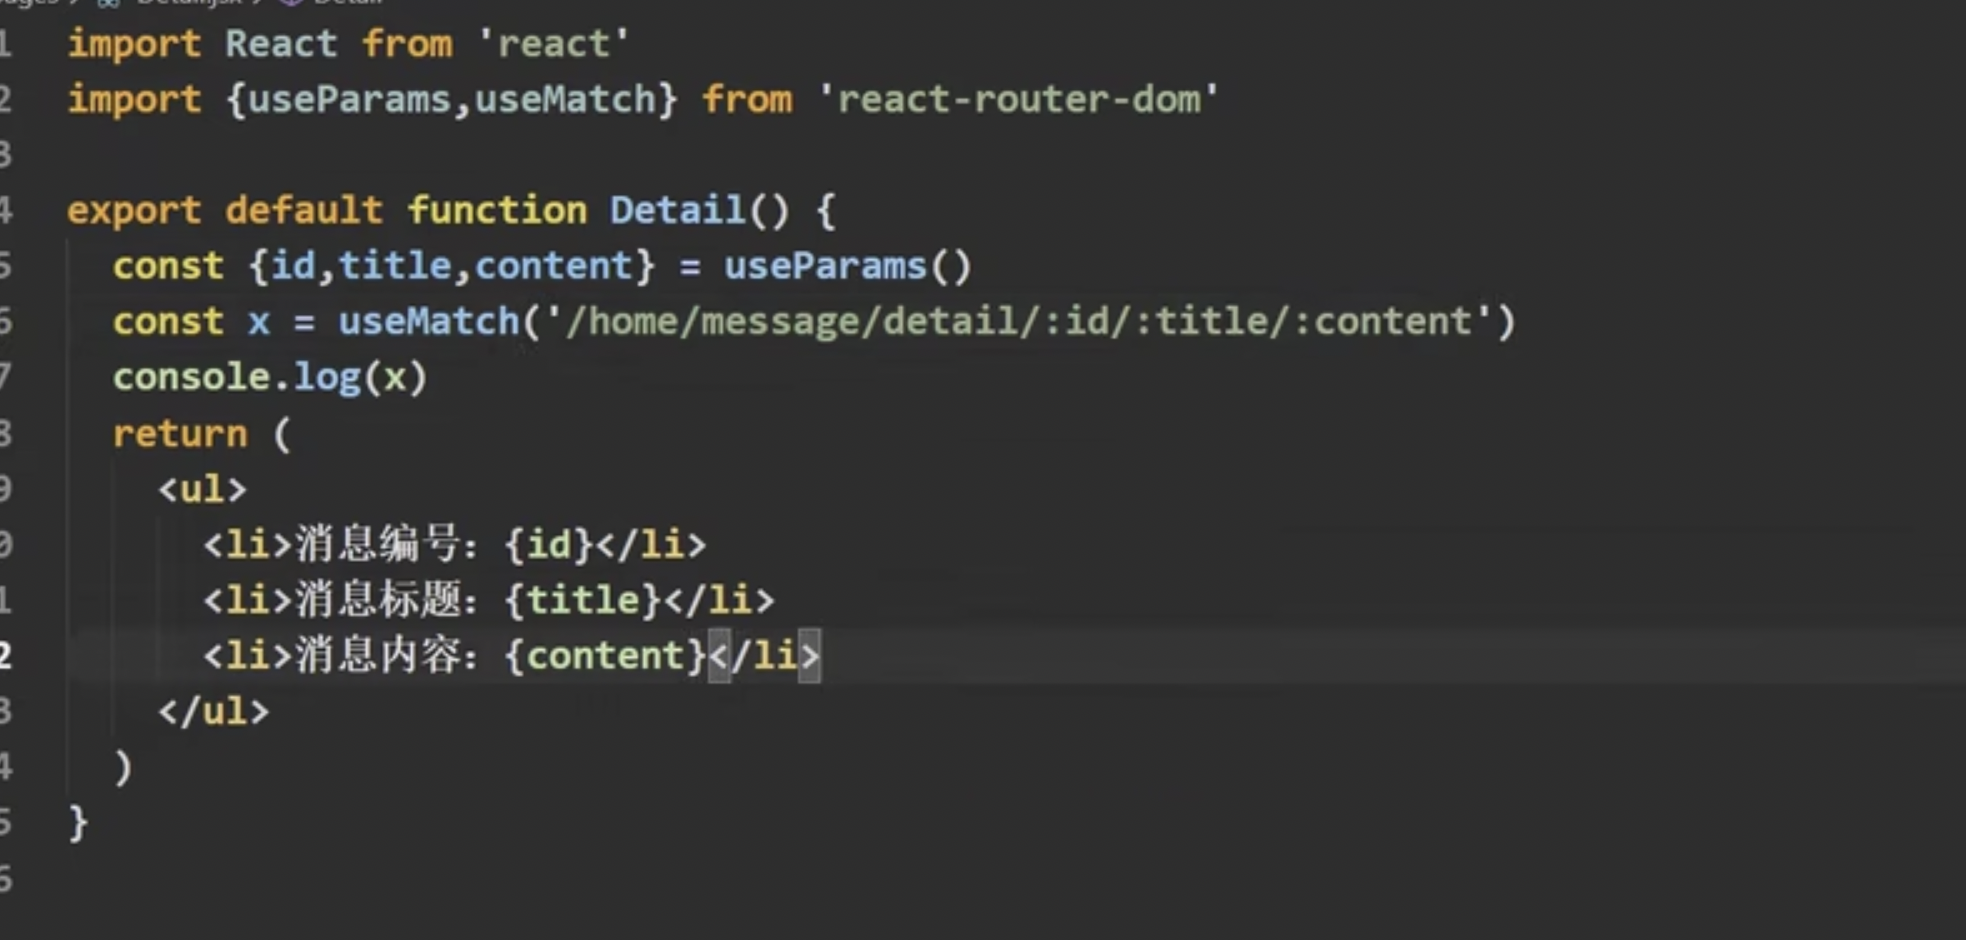 1 import React from 'react'
2 import {useParams,useMatch} from 'react-router-dom'
3
4 export default function Detail() {
5 const {id,title,content} = useParams()
6 const x = useMatch('/home/message/detail/:id/:title/:content')
7 console.log(x)
8 return (
9 <ul>
0 <li>消息编号：{id}</li>
1 <li>消息标题：{title}</li>
2 <li>消息内容：{content}</li>
3 </ul>
4 )
5 }
6